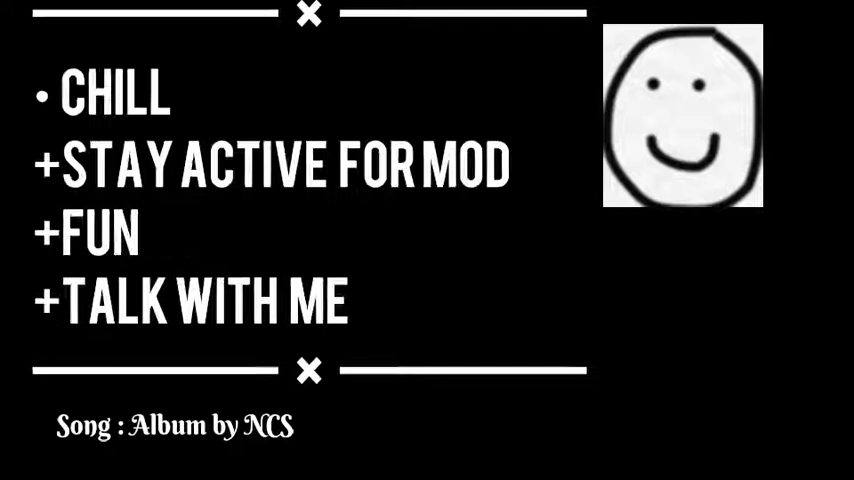 • CHILL
+STAY ACTIVE FOR MOD
+FUN
+TALK WITH ME
Song : Album by NCS